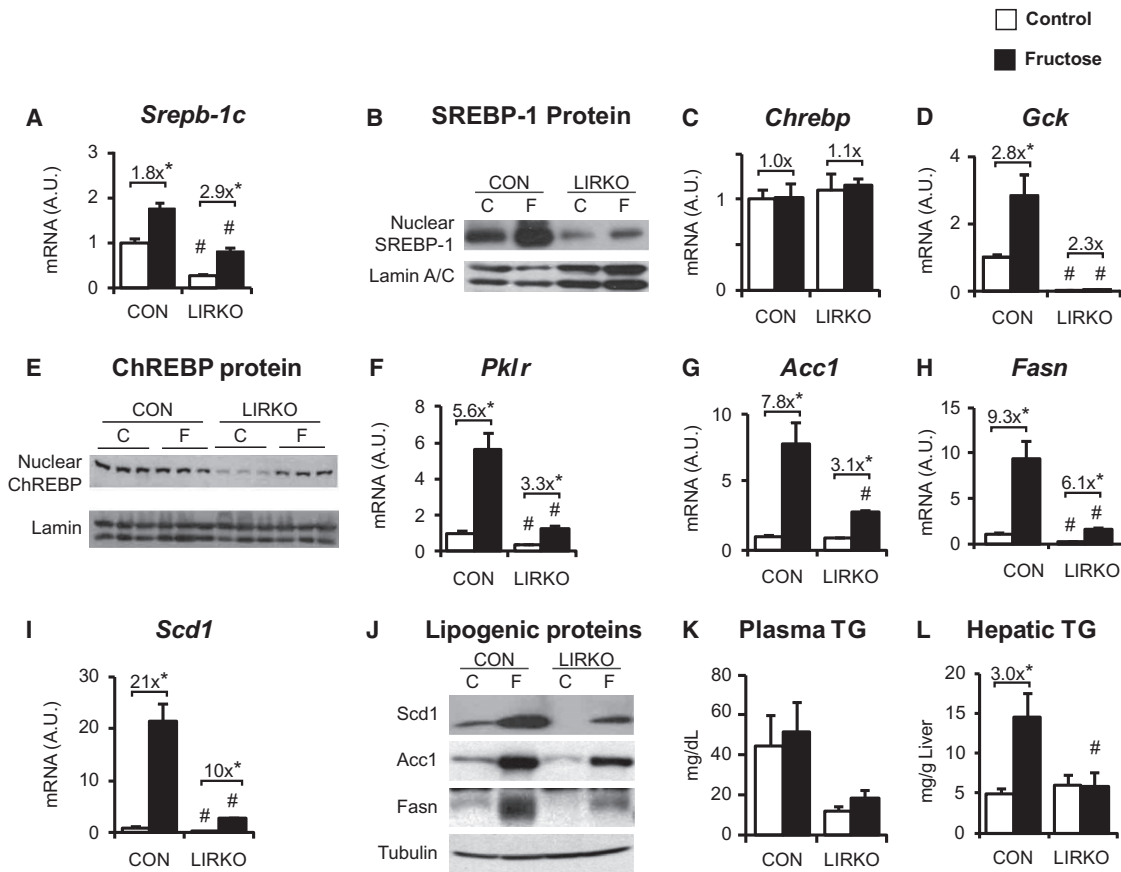 Control
Fructose
A Srepb-1c
mRNA (A.U.)
3
2
1
0
1.8x*
2.9x*
# #
CON LIRKO
B SREBP-1 Protein
CON LIRKO
C F C F
Nuclear
SREBP-1
Lamin A/C
C Chrebp
mRNA (A.U.)
1
0
1.0x
1.1x
CON LIRKO
D Gck
mRNA (A.U.)
4
2
0
2.8x*
2.3x
# #
CON LIRKO
E ChREBP protein
CON LIRKO
C F C F
Nuclear
ChREBP
Lamin
F Pklr
mRNA (A.U.)
8
6
4
2
0
5.6x*
3.3x*
# #
CON LIRKO
G Acc1
mRNA (A.U.)
10
5
0
7.8x*
3.1x*
#
CON LIRKO
H Fasn
mRNA (A.U.)
15
10
5
0
9.3x*
6.1x*
# #
CON LIRKO
I Scd1
mRNA (A.U.)
30
20
10
0
21x*
10x*
# #
CON LIRKO
J Lipogenic proteins
CON LIRKO
C F C F
Scd1
Acc1
Fasn
Tubulin
K Plasma TG
mg/dL
80
60
40
20
0
CON LIRKO
L Hepatic TG
mg/g Liver
20
15
10
5
0
3.0x*
#
CON LIRKO